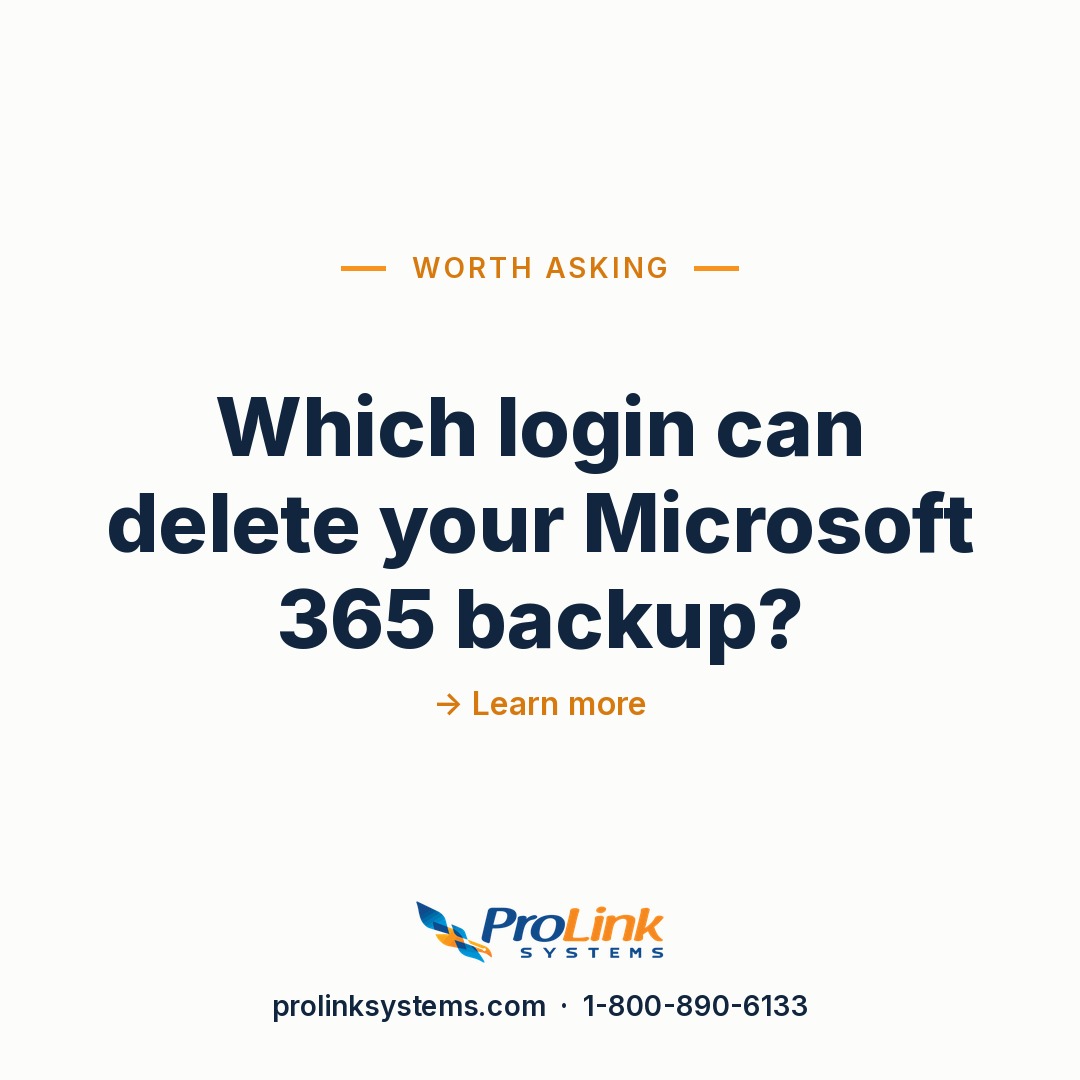 WORTH ASKING
Which login can
delete your Microsoft
365 backup?
→ Learn more
ProLink
SYSTEMS
prolinksystems.com · 1-800-890-6133